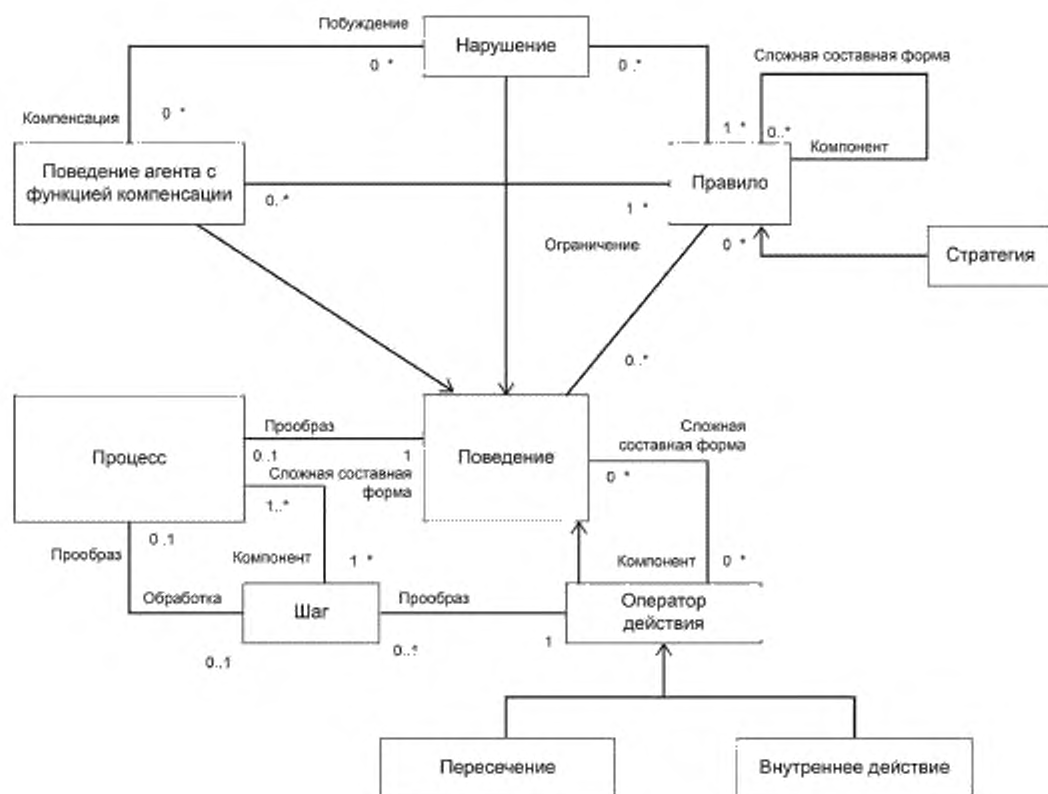 Побуждение
Нарушение
0 *
0..*
Сложная составная форма
Компенсация
0 *
1 *
0..*
Компонент
Поведение агента с
функцией компенсации
0..*
Правило
1 *
Ограничение
0 *
Стратегия
0..*
Прообраз
Процесс
0..1
1
Поведение
Сложная
составная форма
0 *
Сложная составная
форма
1..*
0..1
Прообраз
Компонент
1 *
Компонент
0 *
Обработка
Шаг
Прообраз
Оператор
действия
0..1
0..1
1
Пересечение
Внутреннее действие